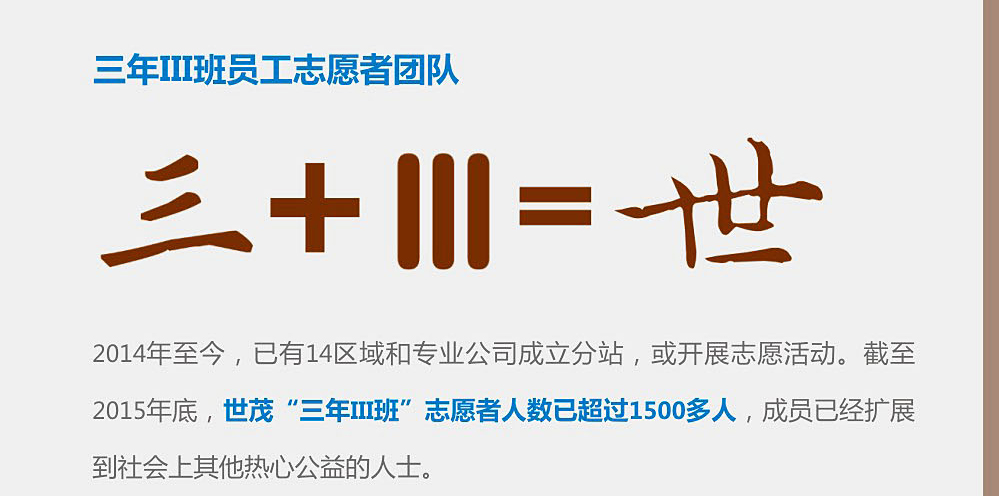 三年III班员工志愿者团队
三+III=世
2014年至今，已有14区域和专业公司成立分站，或开展志愿活动。截至
2015年底，世茂“三年III班”志愿者人数已超过1500多人，成员已经扩展
到社会上其他热心公益的人士。